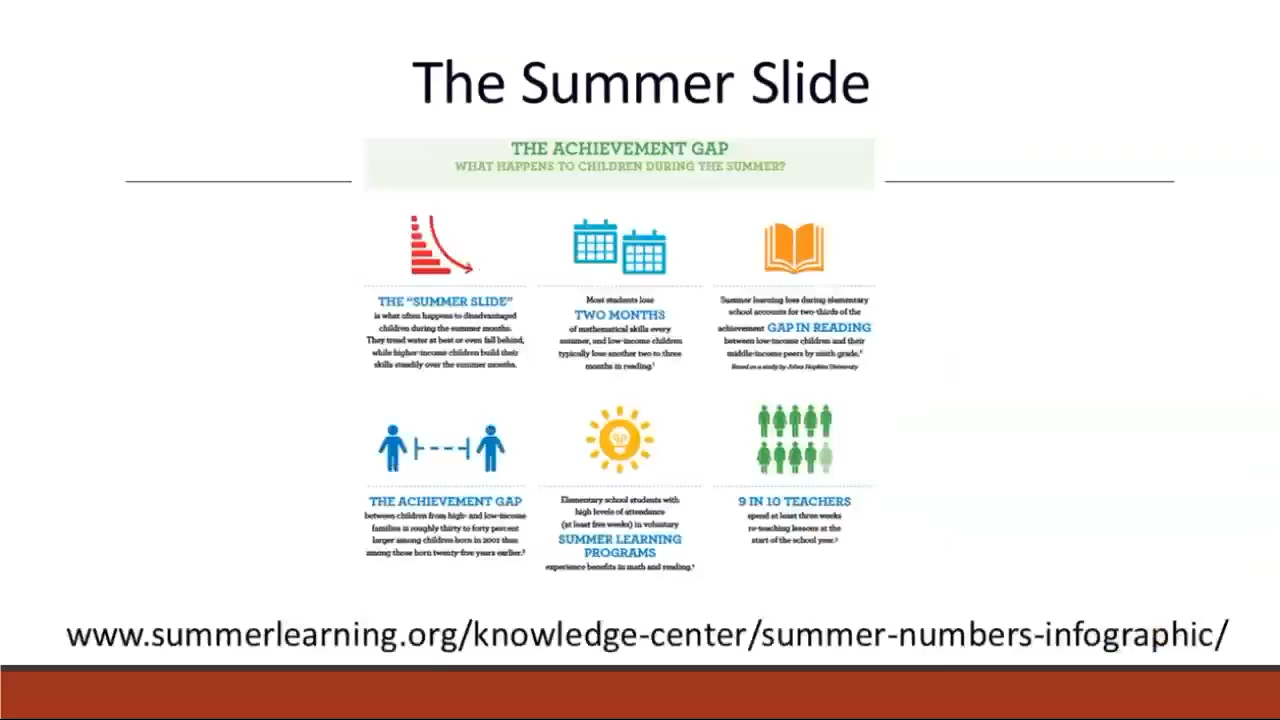 The Summer Slide
THE ACHIEVEMENT GAP
WHAT HAPPENS TO CHILDREN DURING THE SUMMER?
THE "SUMMER SLIDE"
is what often happens to disadvantaged
children during the summer months.
They tread water at best or even fall behind,
while higher-income children build their
skills steadily over the summer months.
Most students lose
TWO MONTHS
of mathematical skills every
summer, and low-income children
typically lose another two to three
months in reading.
Summer learning loss during elementary
school accounts for two-thirds of the
achievement GAP IN READING
between low-income children and their
middle-income peers by ninth grade.
Based on a study by Johns Hopkins University
THE ACHIEVEMENT GAP
between children from high- and low-income
families is roughly thirty to forty percent
larger among children born in 2001 than
among those born twenty-five years earlier.
Elementary school students with
high levels of attendance
(at least five weeks) in voluntary
SUMMER LEARNING
PROGRAMS
experience benefits in math and reading.
9 IN 10 TEACHERS
spend at least three weeks
re-teaching lessons at the
start of the school year.
www.summerlearning.org/knowledge-center/summer-numbers-infographic/